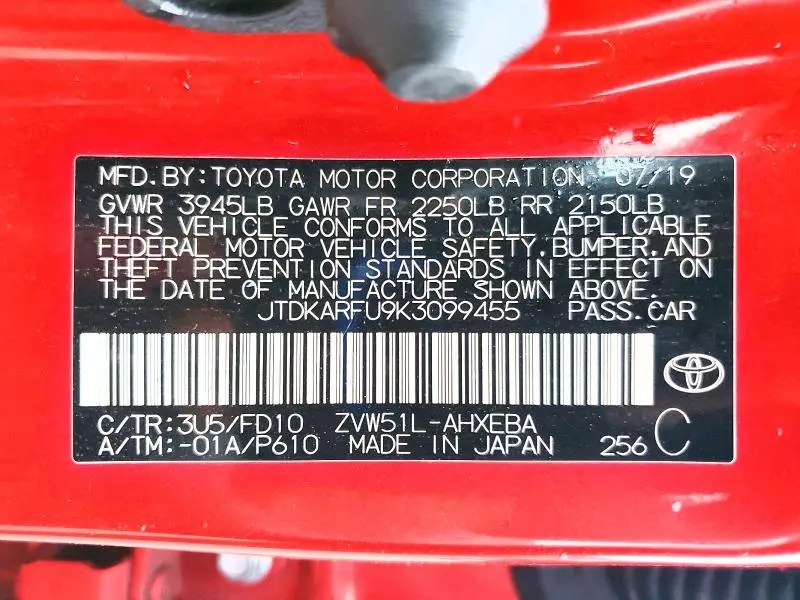 MFD. BY: TOYOTA MOTOR CORPORATION 07/19
GVWR 3945LB GAWR FR 2250LB RR 2150LB
THIS VEHICLE CONFORMS TO ALL APPLICABLE
FEDERAL MOTOR VEHICLE SAFETY, BUMPER, AND
THEFT PREVENTION STANDARDS IN EFFECT ON
THE DATE OF MANUFACTURE SHOWN ABOVE.
JTDKARFU9K3099455 PASS. CAR
C/TR: 3U5/FD10 ZVW51L-AHXEBA
A/TM: -01A/P610 MADE IN JAPAN 256 C